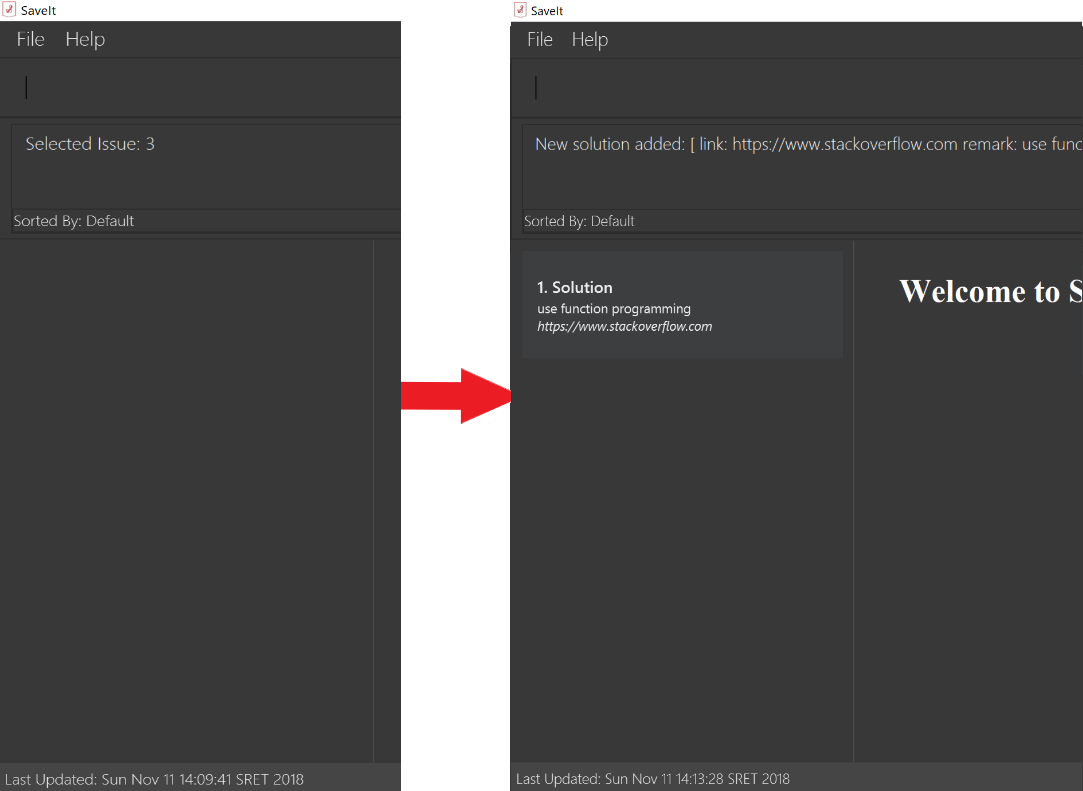 SaveIt
File Help
Selected Issue: 3
Sorted By: Default
Last Updated: Sun Nov 11 14:09:41 SRET 2018
SaveIt
File Help
New solution added: [ link: https://www.stackoverflow.com remark: use func
Sorted By: Default
1. Solution
use function programming
https://www.stackoverflow.com
Welcome to S
Last Updated: Sun Nov 11 14:13:28 SRET 2018